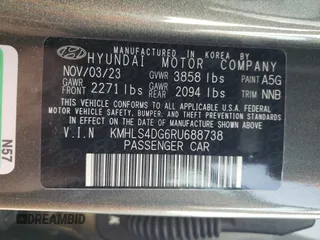 MANUFACTURED IN KOREA BY
HYUNDAI MOTOR COMPANY
NOV/03/23 GVWR 3858 lbs PAINT A5G
GAWR FRONT 2271 lbs GAWR REAR 2094 lbs TRIM NNB
THIS VEHICLE CONFORMS TO ALL APPLICABLE U.S.A. FEDERAL
MOTOR VEHICLE SAFETY, BUMPER, AND THEFT PREVENTION
STANDARDS IN EFFECT ON THE DATE OF MANUFACTURE SHOWN ABOVE.
V.I.N KMHLS4DG6RU688738
PASSENGER CAR
N57
DREAMBID